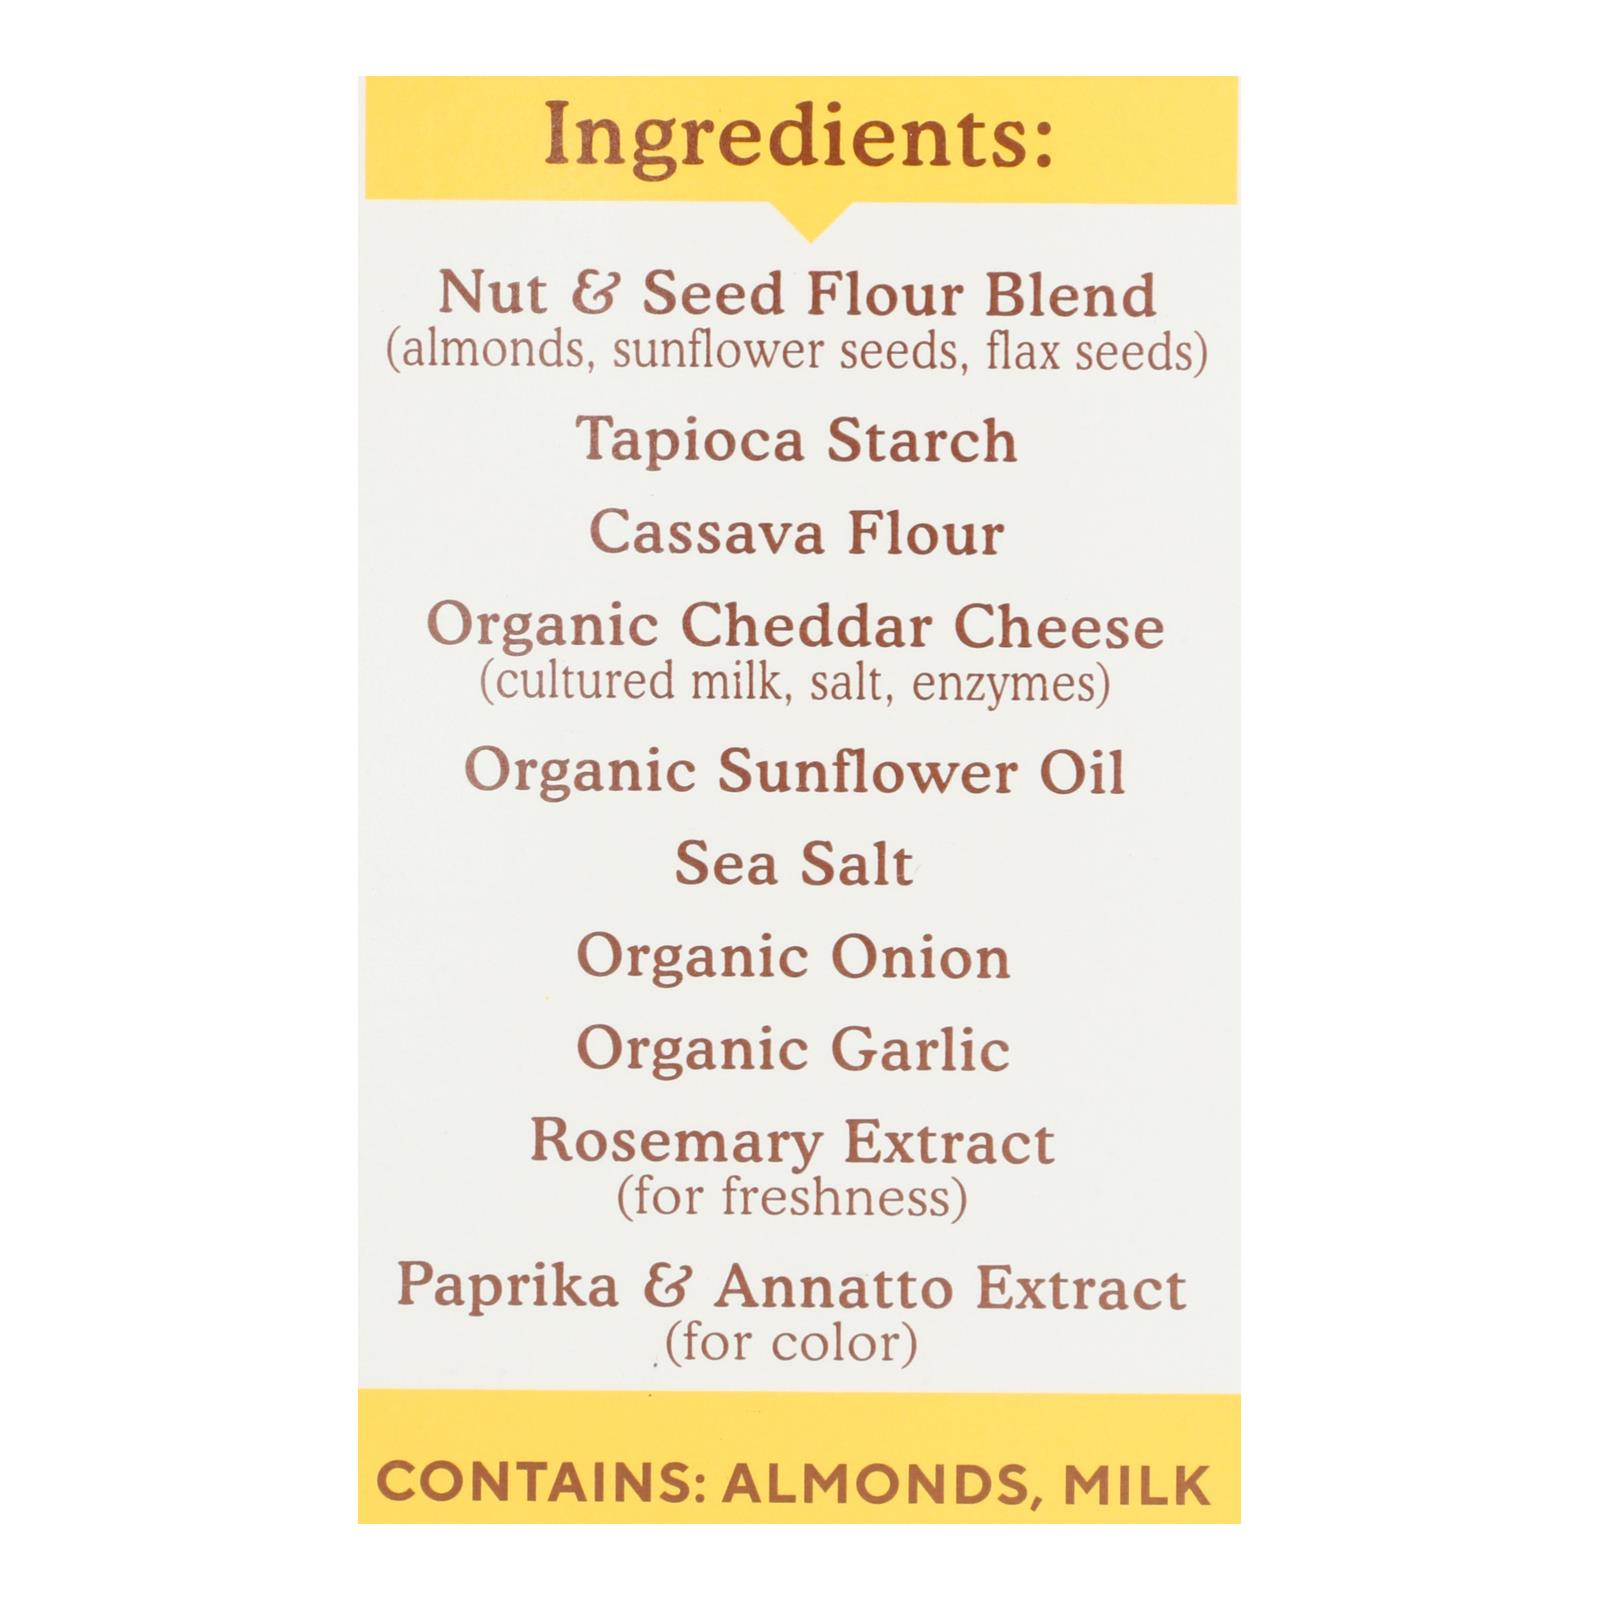 Ingredients:
Nut & Seed Flour Blend
(almonds, sunflower seeds, flax seeds)
Tapioca Starch
Cassava Flour
Organic Cheddar Cheese
(cultured milk, salt, enzymes)
Organic Sunflower Oil
Sea Salt
Organic Onion
Organic Garlic
Rosemary Extract
(for freshness)
Paprika & Annatto Extract
(for color)
CONTAINS: ALMONDS, MILK